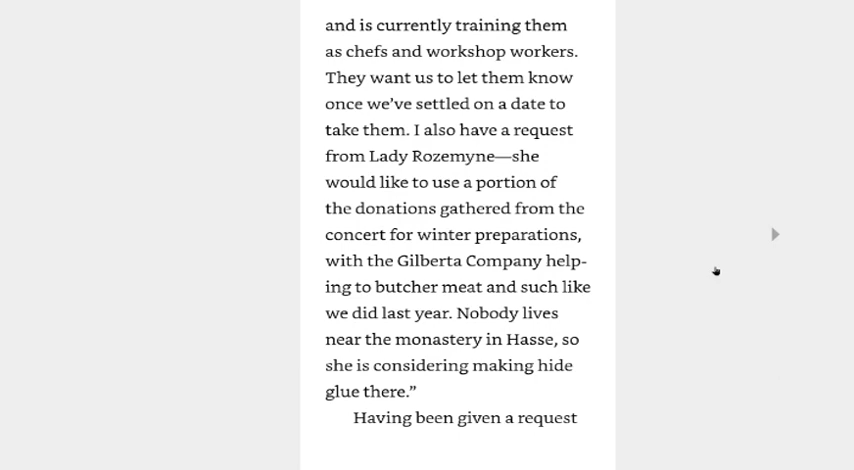 and is currently training them
as chefs and workshop workers.
They want us to let them know
once we’ve settled on a date to
take them. I also have a request
from Lady Rozemyne—she
would like to use a portion of
the donations gathered from the
concert for winter preparations,
with the Gilberta Company help-
ing to butcher meat and such like
we did last year. Nobody lives
near the monastery in Hasse, so
she is considering making hide
glue there.”
Having been given a request